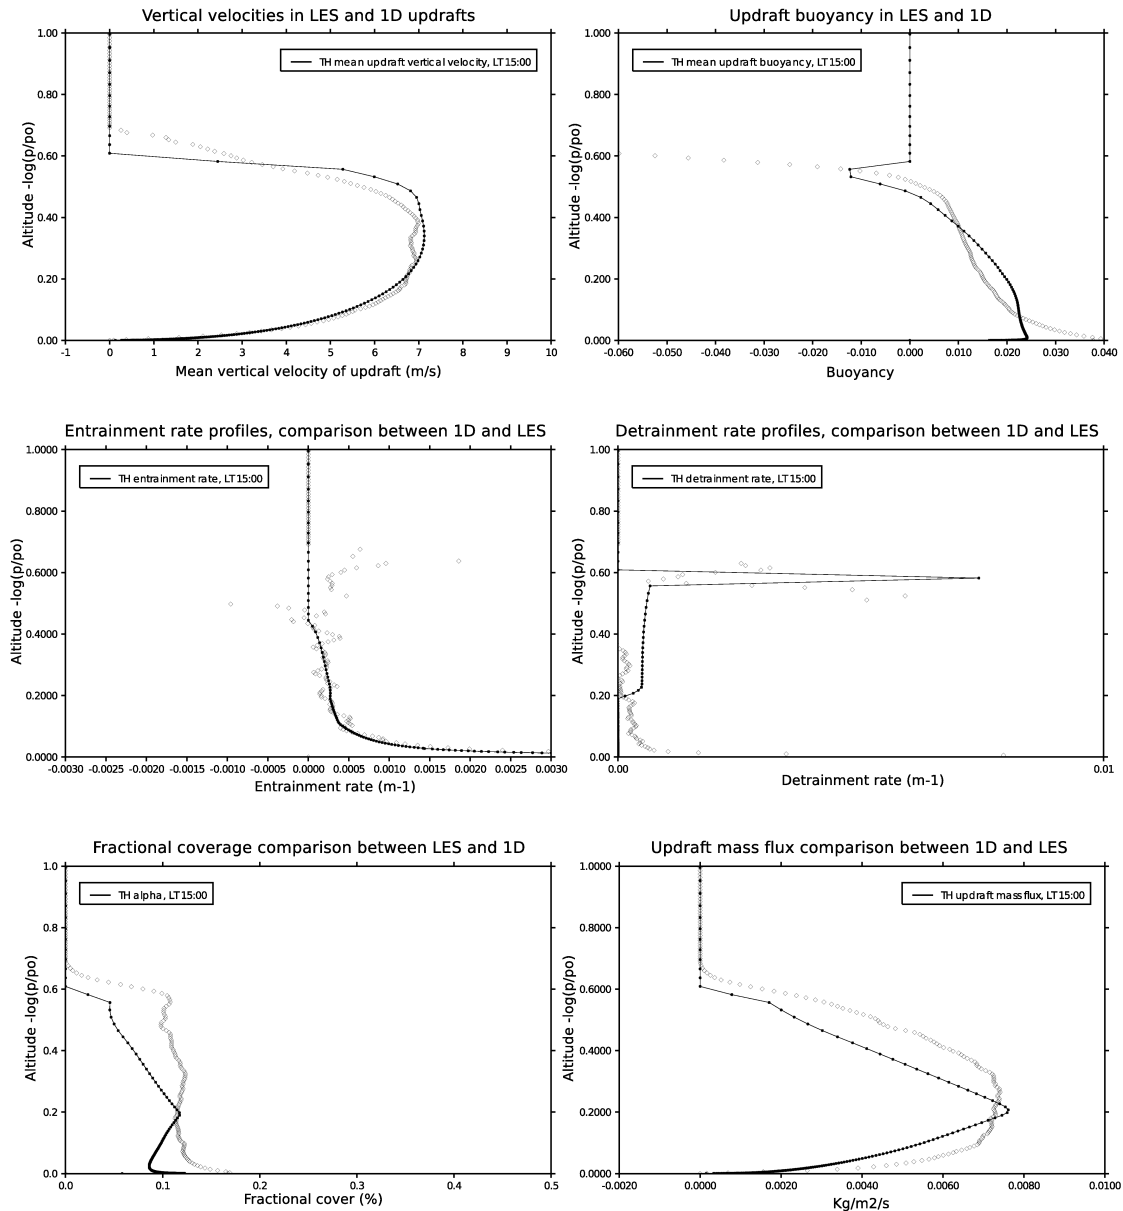 Vertical velocities in LES and 1D updrafts
1.00
0.80
0.60
0.40
0.20
0.00
Altitude -log(p/po)
TH mean updraft vertical velocity, LT 15:00
-1 0 1 2 3 4 5 6 7 8 9 10
Mean vertical velocity of updraft (m/s)
Updraft buoyancy in LES and 1D
1.00
0.80
0.60
0.40
0.20
0.00
Altitude -log(p/po)
TH mean updraft buoyancy, LT 15:00
-0.060 -0.050 -0.040 -0.030 -0.020 -0.010 0.000 0.010 0.020 0.030 0.040
Buoyancy
Entrainment rate profiles, comparison between 1D and LES
1.0000
0.8000
0.6000
0.4000
0.2000
0.0000
Altitude -log(p/po)
TH entrainment rate, LT 15:00
-0.0030 -0.0025 -0.0020 -0.0015 -0.0010 -0.0005 0.0000 0.0005 0.0010 0.0015 0.0020 0.0025 0.0030
Entrainment rate (m-1)
Detrainment rate profiles, comparison between 1D and LES
1.00
0.80
0.60
0.40
0.20
0.00
Altitude -log(p/po)
TH detrainment rate, LT 15:00
0.00 0.01
Detrainment rate (m-1)
Fractional coverage comparison between LES and 1D
1.0
0.8
0.6
0.4
0.2
0.0
Altitude -log(p/po)
TH alpha, LT 15:00
0.0 0.1 0.2 0.3 0.4 0.5
Fractional cover (%)
Updraft mass flux comparison between 1D and LES
1.0000
0.8000
0.6000
0.4000
0.2000
0.0000
Altitude -log(p/po)
TH updraft mass flux, LT 15:00
-0.0020 0.0000 0.0020 0.0040 0.0060 0.0080 0.0100
Kg/m2/s